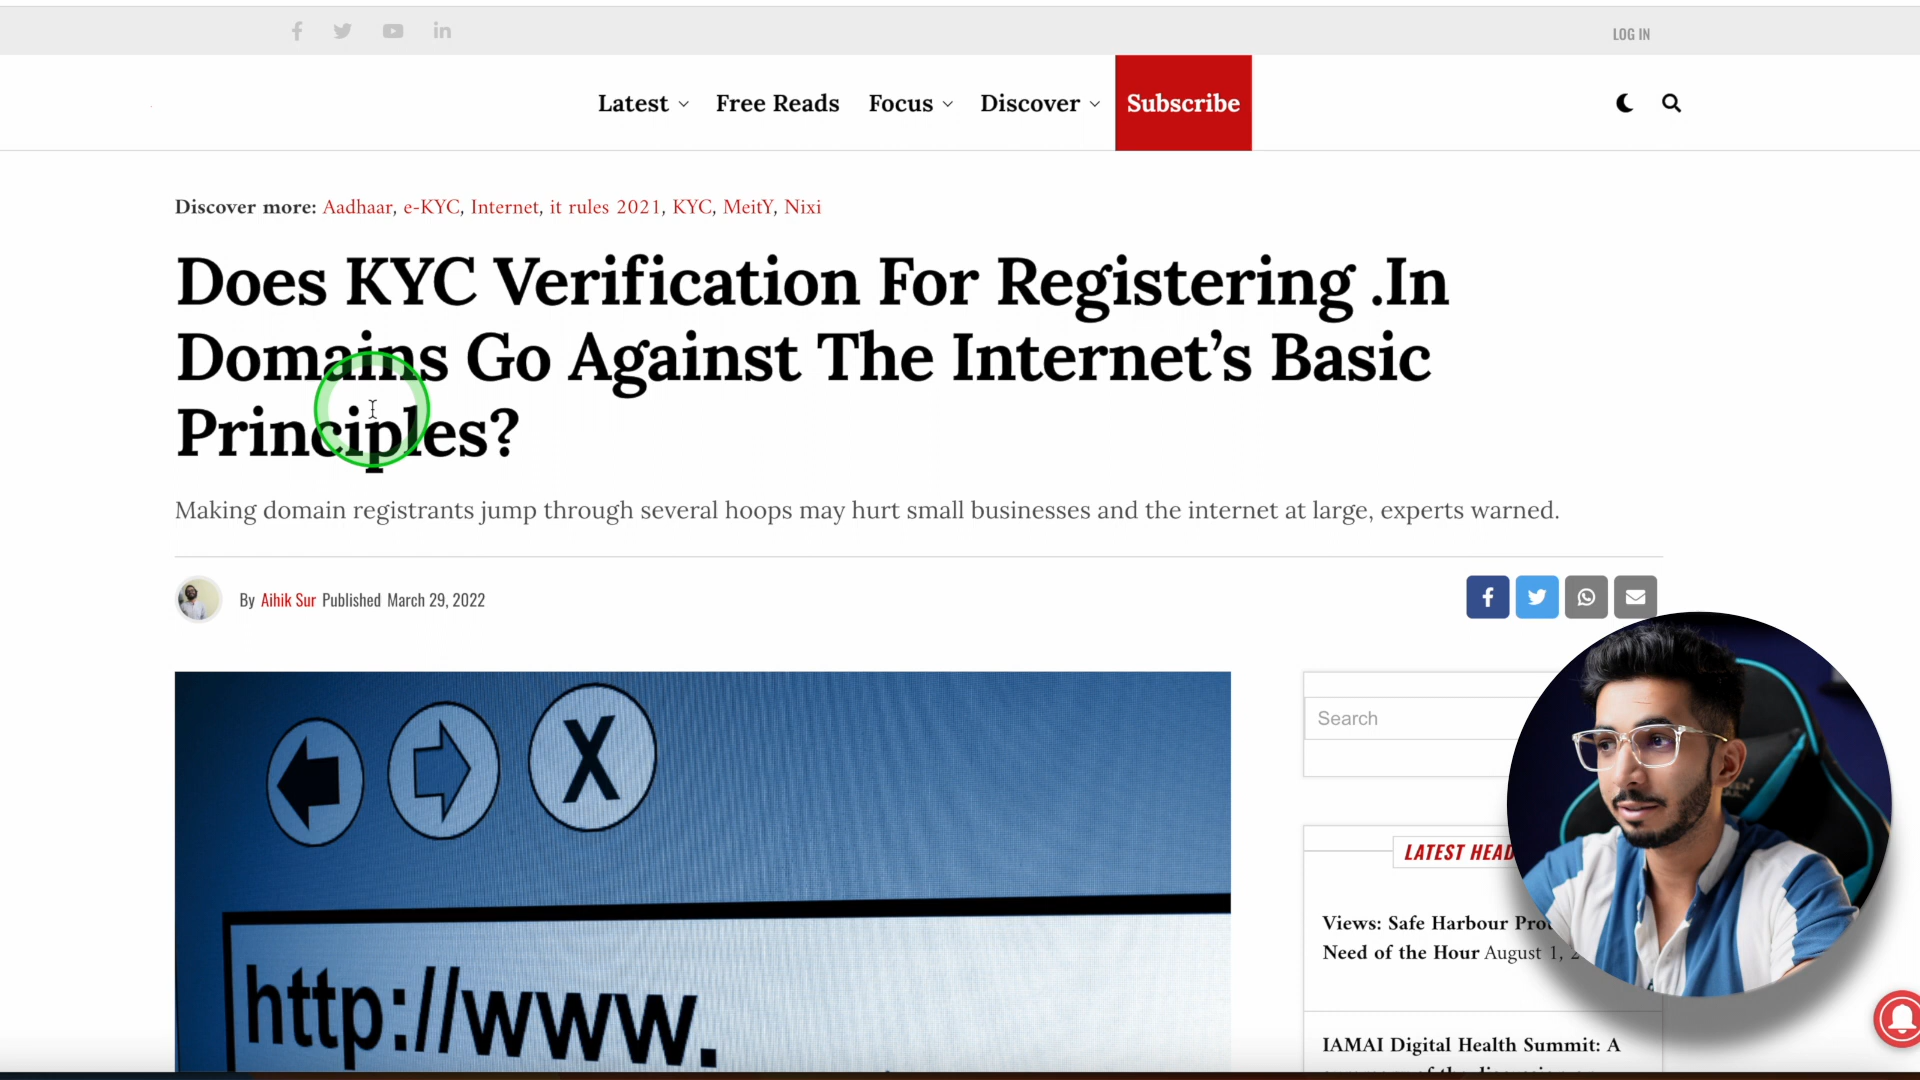 LOG IN
Latest
Free Reads
Focus
Discover
Subscribe
Discover more: Aadhaar, e-KYC, Internet, it rules 2021, KYC, MeitY, Nixi
Does KYC Verification For Registering .In
Domains Go Against The Internet’s Basic
Principles?
Making domain registrants jump through several hoops may hurt small businesses and the internet at large, experts warned.
By Aihik Sur Published March 29, 2022
X
http://www.
Search
LATEST
Views: Safe Harbour
Need of the Hour August 1,
IAMAI Digital Health Summit: A